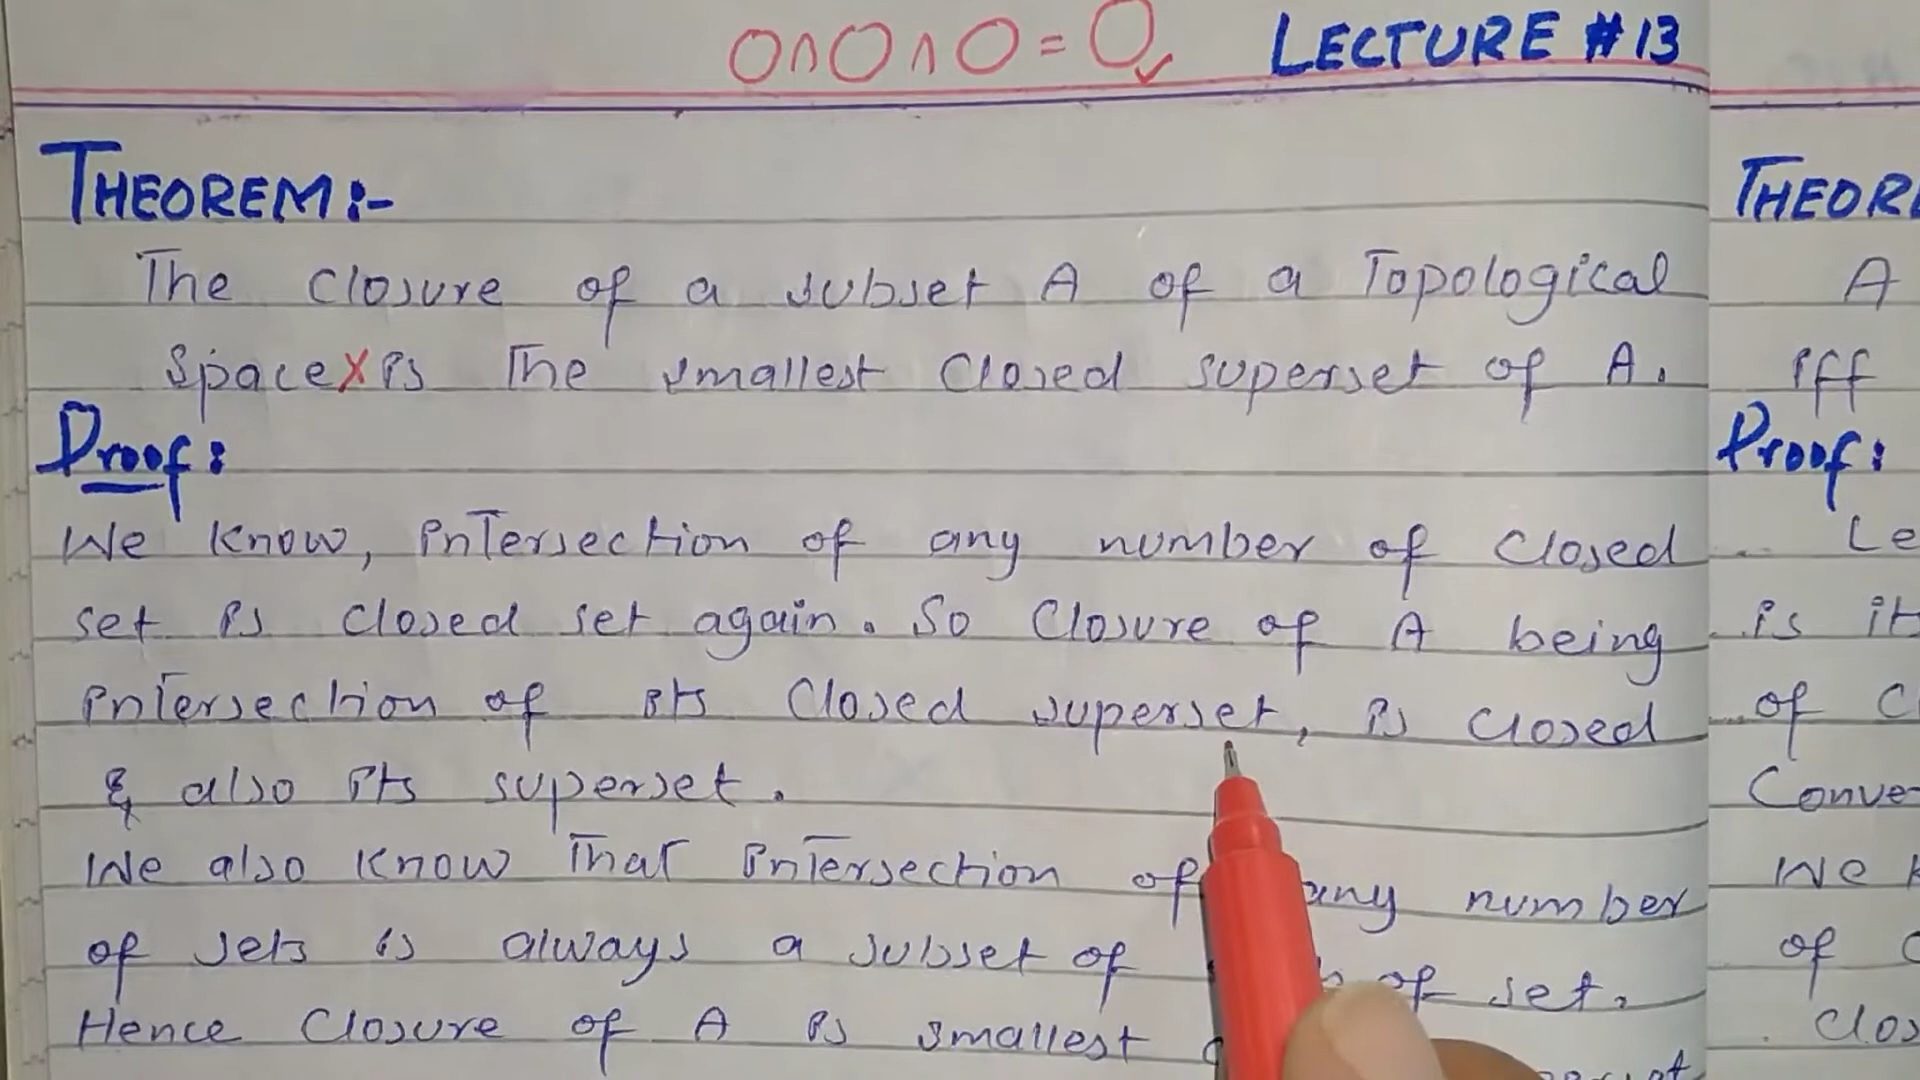 O∩O∩O = O✓
LECTURE #13
THEOREM:-
The closure of a subset A of a Topological
Space X is The smallest closed superset of A.
Proof:
We know, intersection of any number of closed
set is closed set again. So closure of A being
intersection of its closed superset, is closed
& also its superset.
We also know That intersection of any number
of sets is always a subset of of set.
Hence closure of A is smallest
THEORE
A
iff
Proof:
Le
is it
of C
Conve
We k
of C
clos